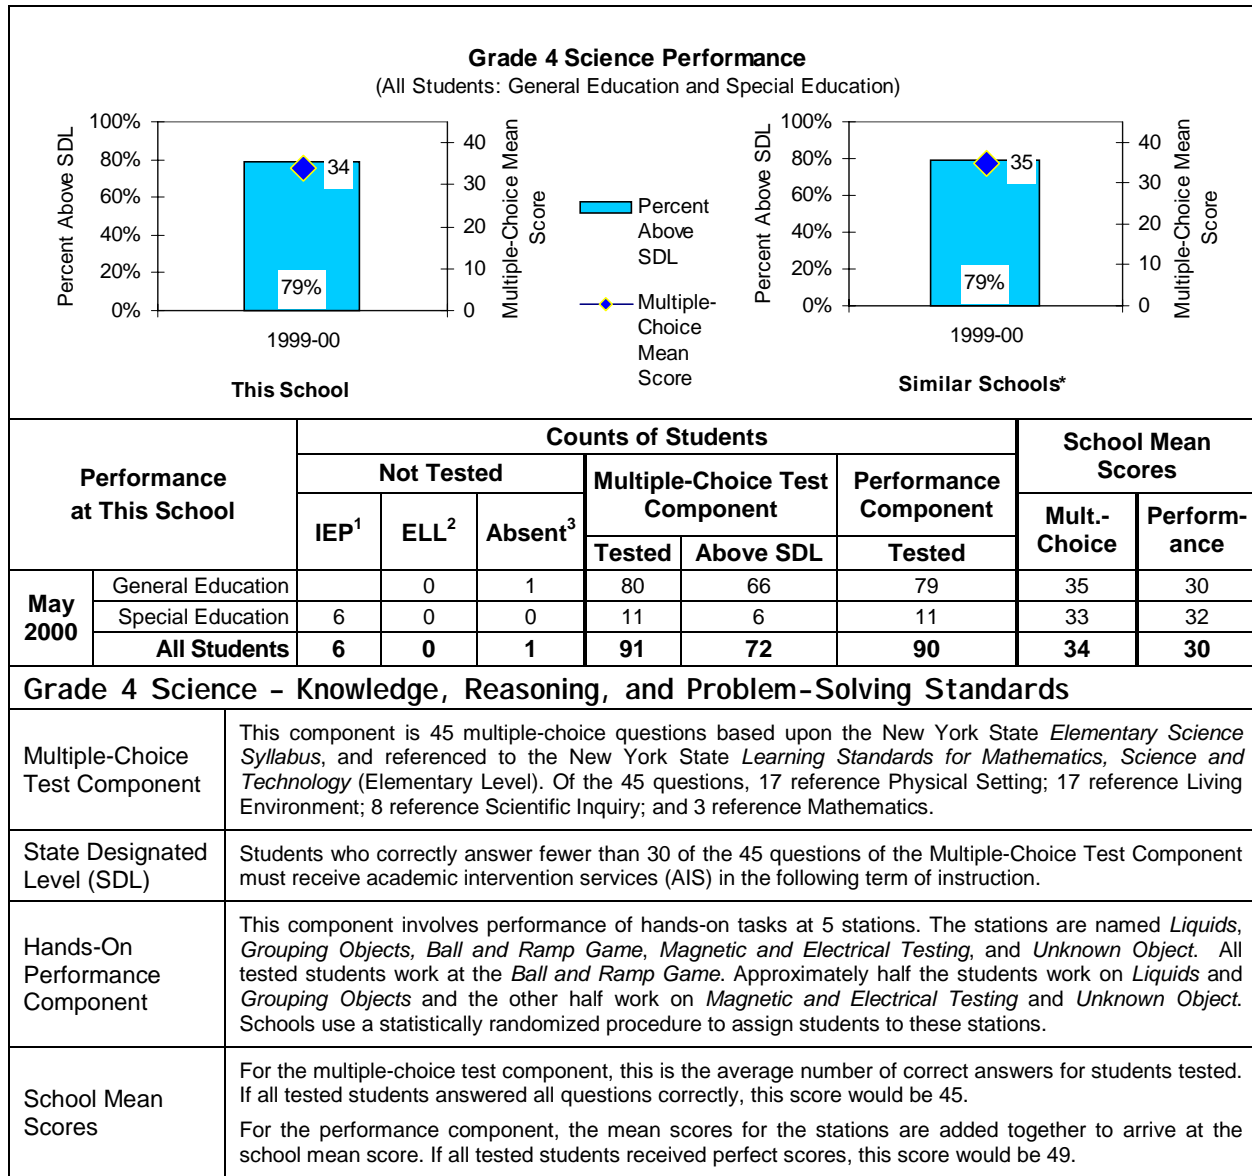 Grade 4 Science Performance
(All Students: General Education and Special Education)
Percent Above SDL
100%
80%
60%
40%
20%
0%
34
79%
40
30
20
10
0
Multiple-Choice Mean
Score
1999-00
This School
Percent
Above
SDL
Multiple-
Choice
Mean
Score
Percent Above SDL
100%
80%
60%
40%
20%
0%
35
79%
40
30
20
10
0
Multiple-Choice Mean
Score
1999-00
Similar Schools*
Performance
at This School
Counts of Students
School Mean
Scores
Not Tested
Multiple-Choice Test
Component
Performance
Component
IEP1 ELL2 Absent3
Tested Above SDL Tested
Mult.-
Choice
Perform-
ance
May
2000
General Education 0 1 80 66 79 35 30
Special Education 6 0 0 11 6 11 33 32
All Students 6 0 1 91 72 90 34 30
Grade 4 Science – Knowledge, Reasoning, and Problem-Solving Standards
Multiple-Choice
Test Component
This component is 45 multiple-choice questions based upon the New York State Elementary Science
Syllabus, and referenced to the New York State Learning Standards for Mathematics, Science and
Technology (Elementary Level). Of the 45 questions, 17 reference Physical Setting; 17 reference Living
Environment; 8 reference Scientific Inquiry; and 3 reference Mathematics.
State Designated
Level (SDL)
Students who correctly answer fewer than 30 of the 45 questions of the Multiple-Choice Test Component
must receive academic intervention services (AIS) in the following term of instruction.
Hands-On
Performance
Component
This component involves performance of hands-on tasks at 5 stations. The stations are named Liquids,
Grouping Objects, Ball and Ramp Game, Magnetic and Electrical Testing, and Unknown Object. All
tested students work at the Ball and Ramp Game. Approximately half the students work on Liquids and
Grouping Objects and the other half work on Magnetic and Electrical Testing and Unknown Object.
Schools use a statistically randomized procedure to assign students to these stations.
School Mean
Scores
For the multiple-choice test component, this is the average number of correct answers for students tested.
If all tested students answered all questions correctly, this score would be 45.
For the performance component, the mean scores for the stations are added together to arrive at the
school mean score. If all tested students received perfect scores, this score would be 49.